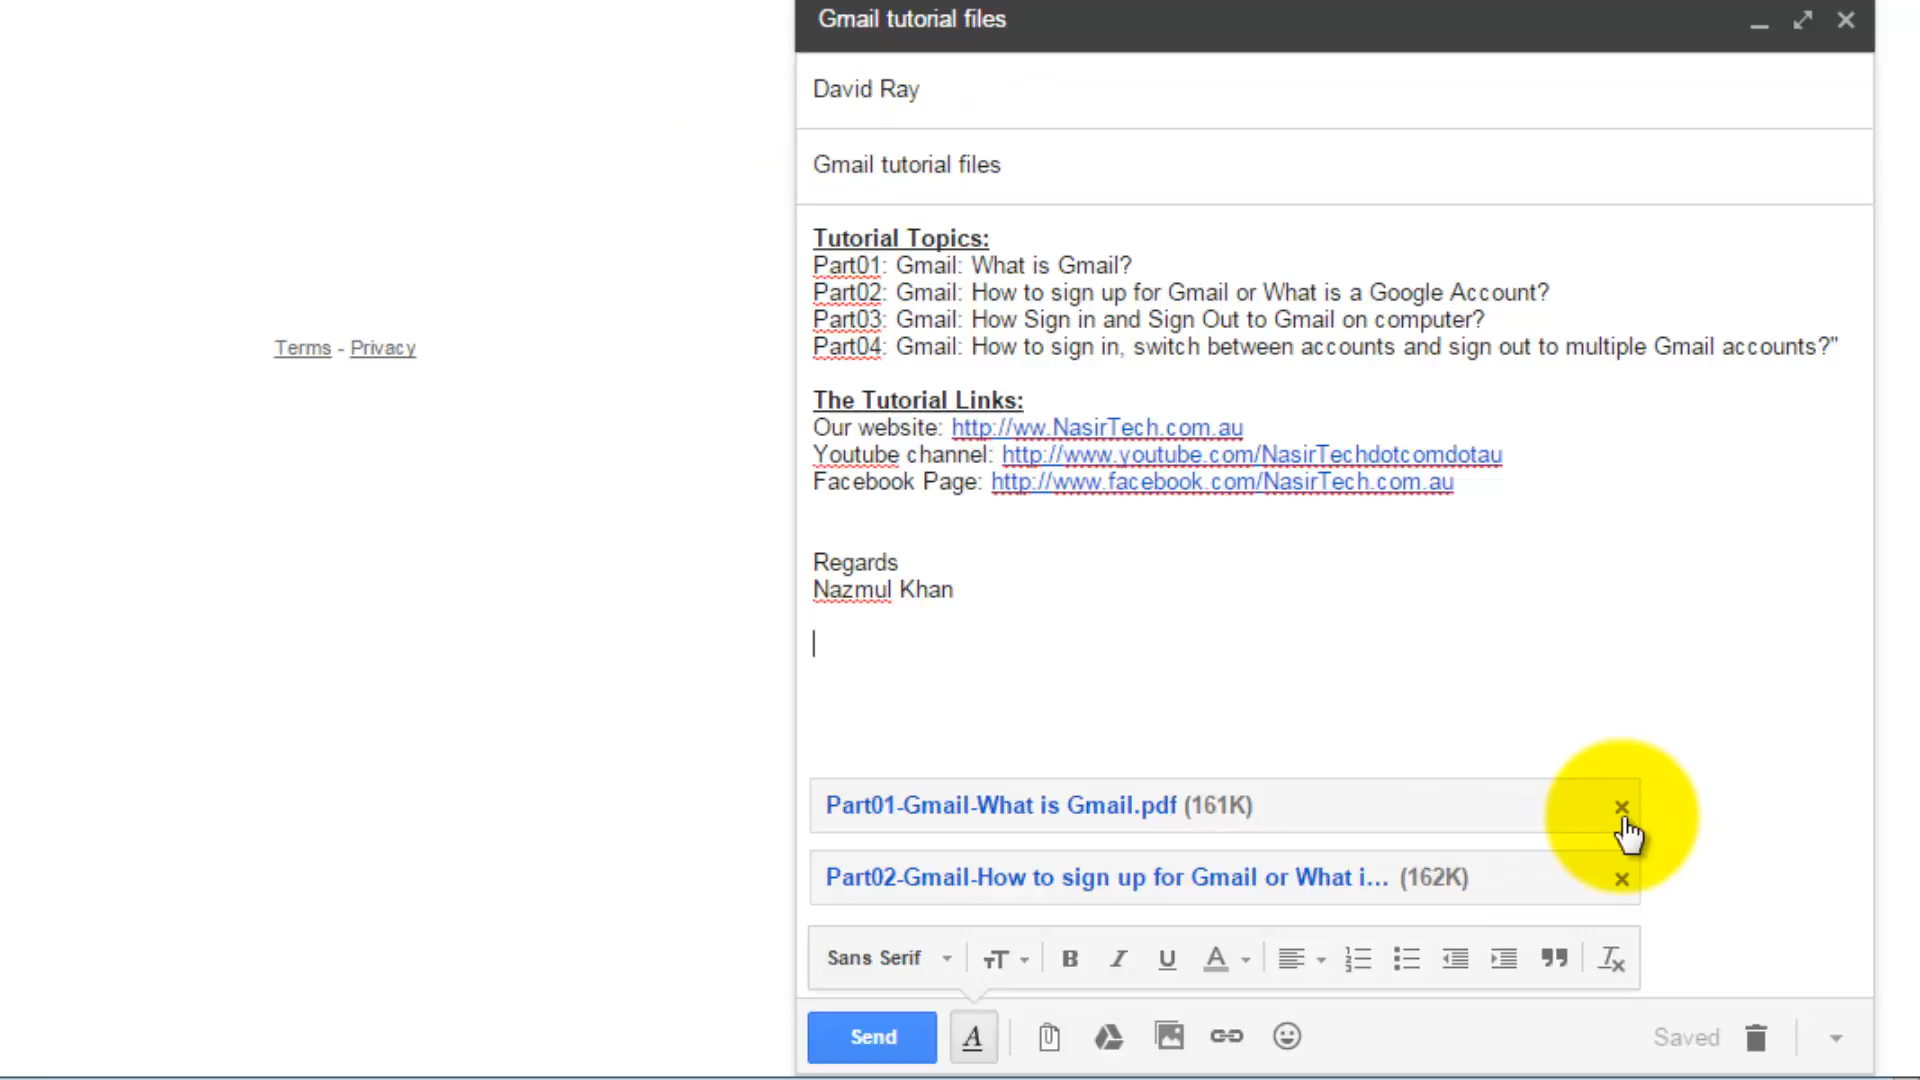 Gmail tutorial files
David Ray
Gmail tutorial files
Tutorial Topics:
Part01: Gmail: What is Gmail?
Part02: Gmail: How to sign up for Gmail or What is a Google Account?
Part03: Gmail: How Sign in and Sign Out to Gmail on computer?
Part04: Gmail: How to sign in, switch between accounts and sign out to multiple Gmail accounts?"
Terms - Privacy
The Tutorial Links:
Our website: http://ww.NasirTech.com.au
Youtube channel: http://www.youtube.com/NasirTechdotcomdotau
Facebook Page: http://www.facebook.com/NasirTech.com.au
Regards
Nazmul Khan
Part01-Gmail-What is Gmail.pdf (161K)
Part02-Gmail-How to sign up for Gmail or What i... (162K)
Sans Serif
Send
Saved